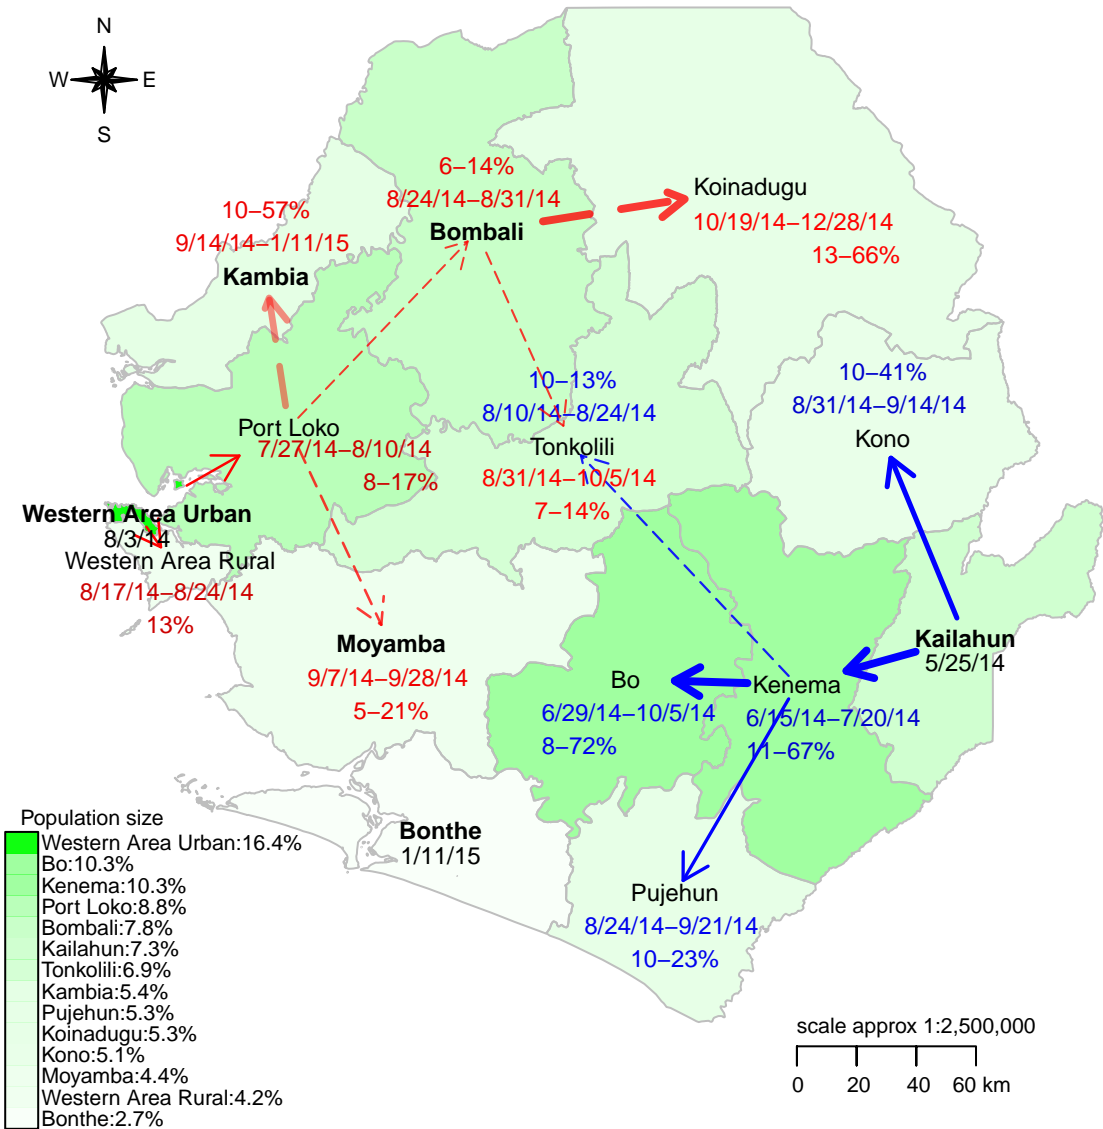 N
W
E
S
6–14%
8/24/14–8/31/14
Bombali
Koinadugu
10/19/14–12/28/14
13–66%
10–57%
9/14/14–1/11/15
Kambia
10–13%
8/10/14–8/24/14
Tonkolili
8/31/14–10/5/14
7–14%
10–41%
8/31/14–9/14/14
Kono
Port Loko
7/27/14–8/10/14
8–17%
Western Area Urban
8/3/14
Western Area Rural
8/17/14–8/24/14
13%
Moyamba
9/7/14–9/28/14
5–21%
Bo
6/29/14–10/5/14
8–72%
Kenema
6/15/14–7/20/14
11–67%
Kailahun
5/25/14
Bonthe
1/11/15
Pujehun
8/24/14–9/21/14
10–23%
Population size
Western Area Urban:16.4%
Bo:10.3%
Kenema:10.3%
Port Loko:8.8%
Bombali:7.8%
Kailahun:7.3%
Tonkolili:6.9%
Kambia:5.4%
Pujehun:5.3%
Koinadugu:5.3%
Kono:5.1%
Moyamba:4.4%
Western Area Rural:4.2%
Bonthe:2.7%
scale approx 1:2,500,000
0 20 40 60 km